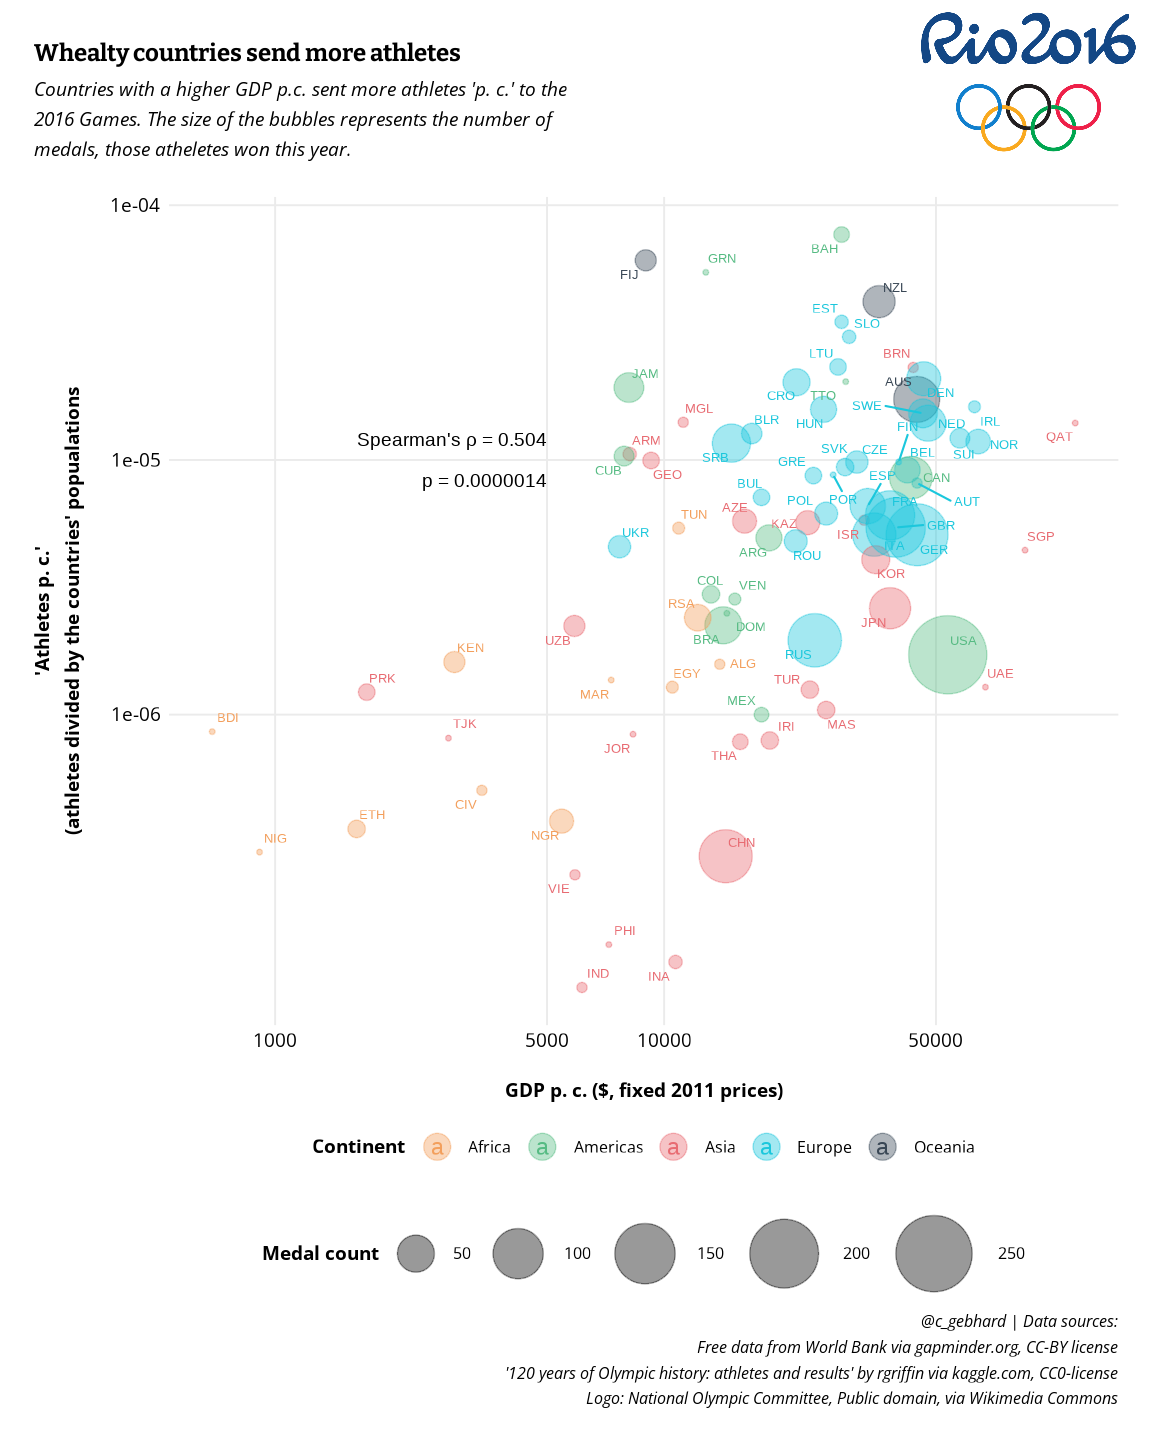 Rio2016
Whealty countries send more athletes
Countries with a higher GDP p.c. sent more athletes 'p. c.' to the
2016 Games. The size of the bubbles represents the number of
medals, those atheletes won this year.
'Athletes p. c.'
(athletes divided by the countries' popualations
1e-04
1e-05
1e-06
Spearman's ρ = 0.504
p = 0.0000014
BAH
GRN
FIJ
NZL
EST
SLO
LTU
BRN
JAM
AUS
DEN
CRO
TTO
SWE
MGL
BLR
HUN
FIN
NED
IRL
QAT
ARM
SRB
SVK
CZE
BEL
SUI
NOR
CUB
GEO
GRE
ESP
CAN
BUL
POL
POR
FRA
AUT
TUN
AZE
KAZ
GBR
UKR
ISR
ITA
GER
SGP
ARG
ROU
KOR
COL
VEN
RSA
DOM
JPN
UZB
BRA
RUS
USA
KEN
ALG
PRK
EGY
TUR
UAE
MAR
MEX
BDI
TJK
JOR
IRI
MAS
THA
CIV
ETH
NGR
NIG
CHN
VIE
PHI
IND
INA
1000
5000
10000
50000
GDP p. c. ($, fixed 2011 prices)
Continent a Africa a Americas a Asia a Europe a Oceania
Medal count 50 100 150 200 250
@c_gebhard | Data sources:
Free data from World Bank via gapminder.org, CC-BY license
'120 years of Olympic history: athletes and results' by rgriffin via kaggle.com, CC0-license
Logo: National Olympic Committee, Public domain, via Wikimedia Commons